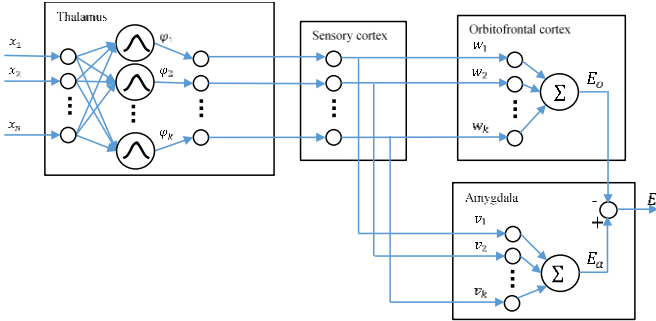 Thalamus
x₁
x₂
xₙ
φ₁
φ₂
φₖ
Sensory cortex
Orbitofrontal cortex
w₁
w₂
wₖ
Σ
Eₒ
Amygdala
v₁
v₂
vₖ
Σ
Eₐ
-
+
E